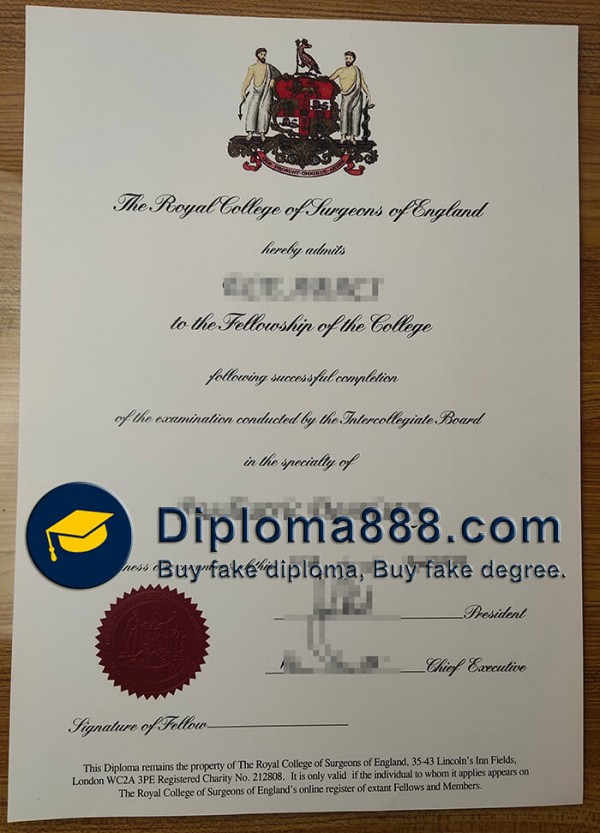 The Royal College of Surgeons of England
hereby admits
to the Fellowship of the College
following successful completion
of the examination conducted by the Intercollegiate Board
in the specialty of
Diploma888.com
Buy fake diploma, Buy fake degree.
President
Chief Executive
Signature of Fellow
This Diploma remains the property of The Royal College of Surgeons of England, 35-43 Lincoln's Inn Fields,
London WC2A 3PE Registered Charity No. 212808. It is only valid if the individual to whom it applies appears on
The Royal College of Surgeons of England's online register of extant Fellows and Members.